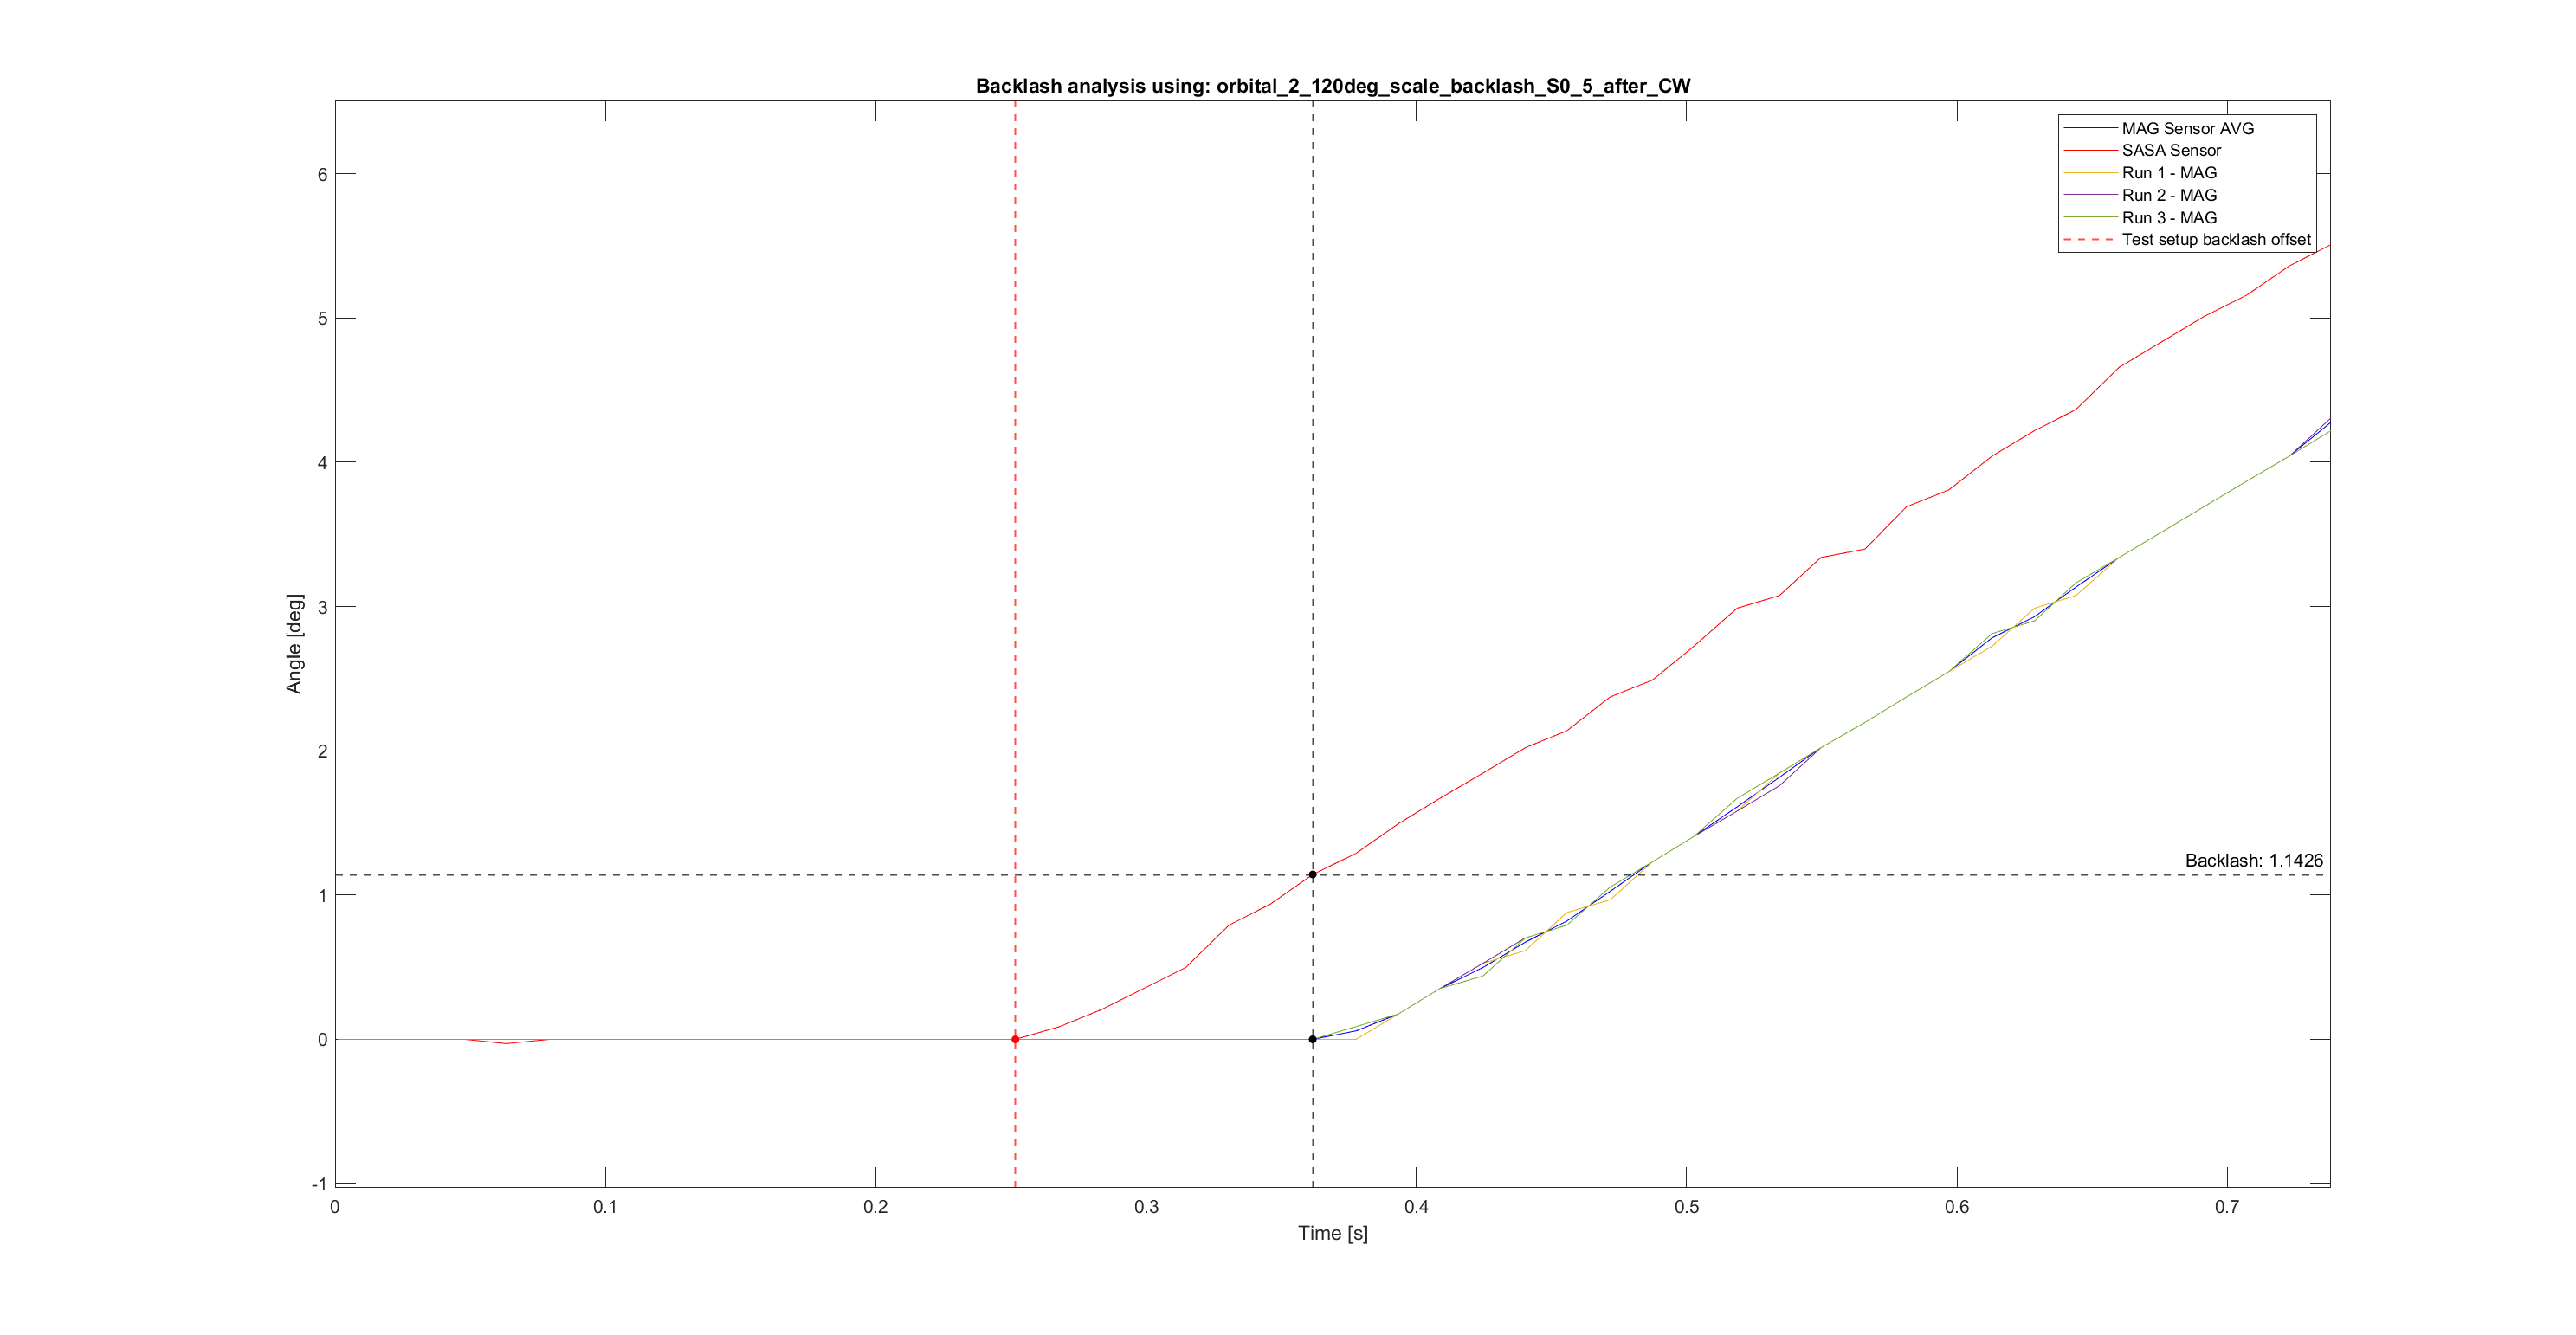 Backlash analysis using: orbital_2_120deg_scale_backlash_S0_5_after_CW
MAG Sensor AVG
SASA Sensor
Run 1 - MAG
Run 2 - MAG
Run 3 - MAG
Test setup backlash offset
6
5
4
3
2
1
0
-1
Angle [deg]
Backlash: 1.1426
0 0.1 0.2 0.3 0.4 0.5 0.6 0.7
Time [s]